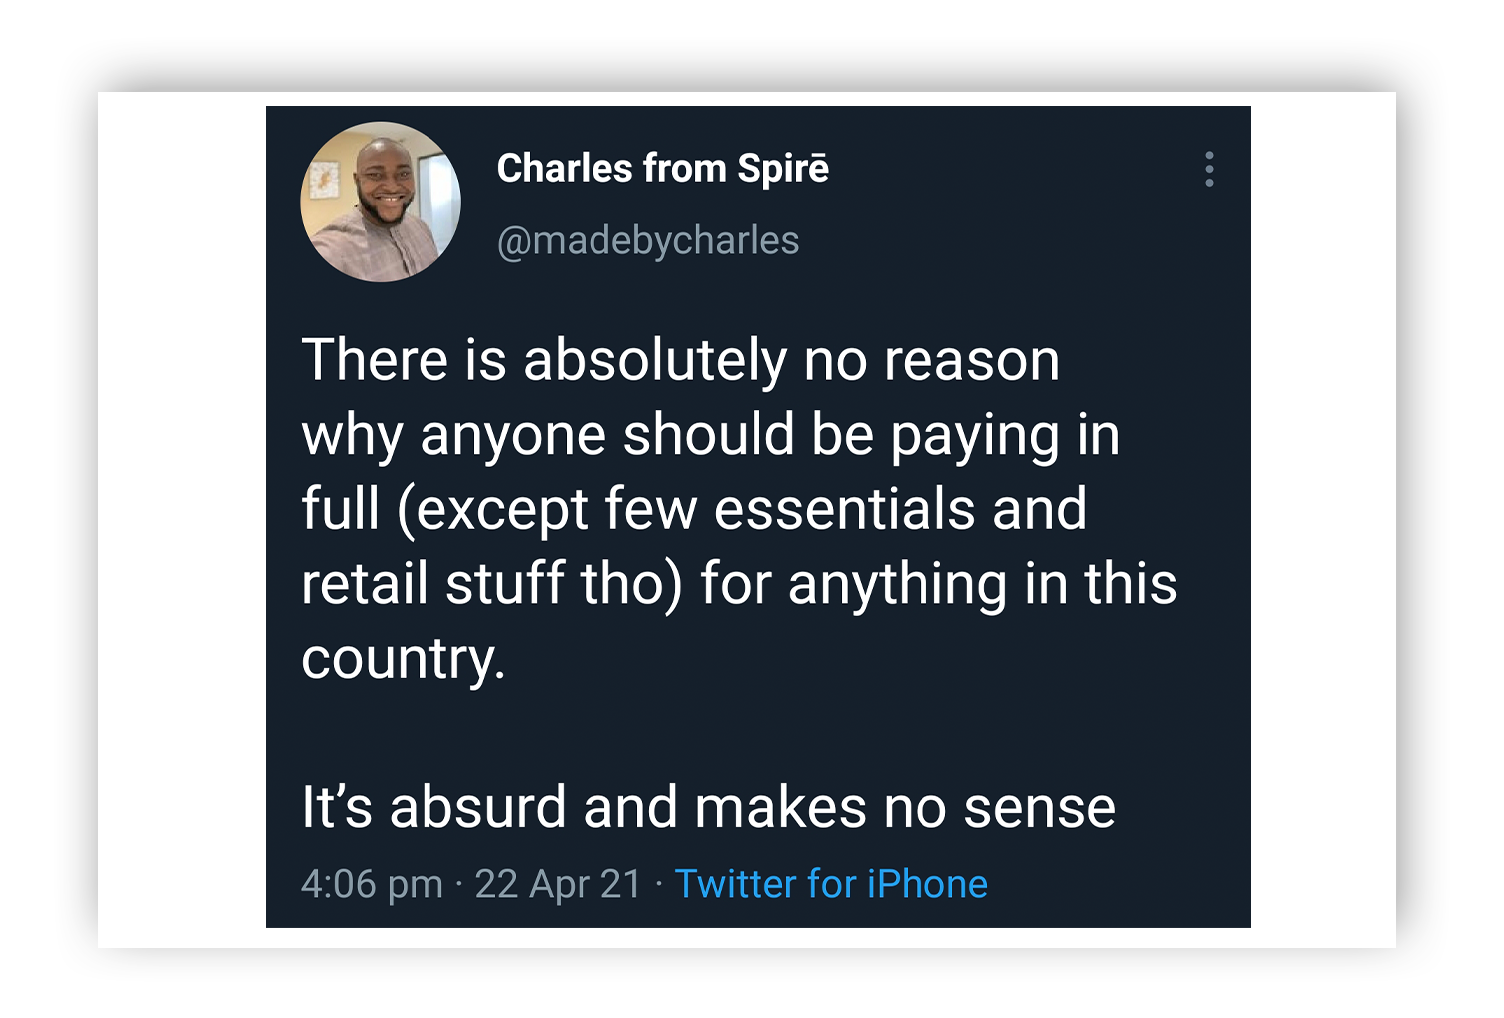 Charles from Spirē
@madebycharles
There is absolutely no reason
why anyone should be paying in
full (except few essentials and
retail stuff tho) for anything in this
country.
It’s absurd and makes no sense
4:06 pm · 22 Apr 21 · Twitter for iPhone